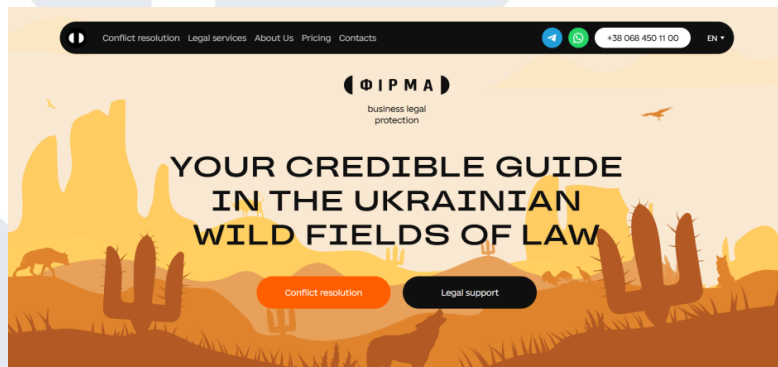 Conflict resolution Legal services About Us Pricing Contacts +38 068 450 11 00 EN
ФІРМА
business legal
protection
YOUR CREDIBLE GUIDE
IN THE UKRAINIAN
WILD FIELDS OF LAW
Conflict resolution Legal support